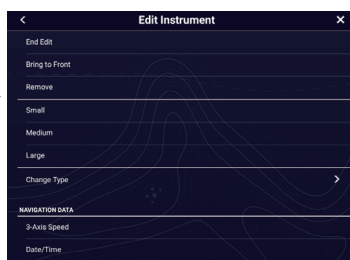 Edit Instrument
End Edit
Bring to Front
Remove
Small
Medium
Large
Change Type
NAVIGATION DATA
3-Axis Speed
Date/Time